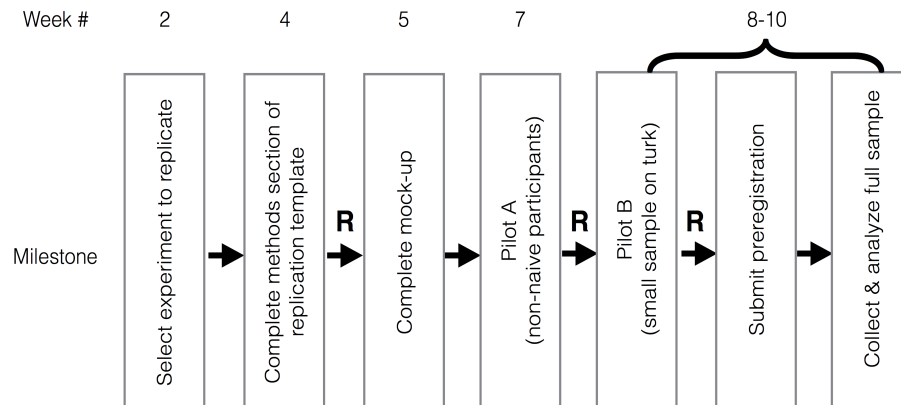 Week # 2 4 5 7 8-10
Milestone
Select experiment to replicate
Complete methods section of
replication template
R
Complete mock-up
Pilot A
(non-naive participants)
R
Pilot B
(small sample on turk)
R
Submit preregistration
Collect & analyze full sample